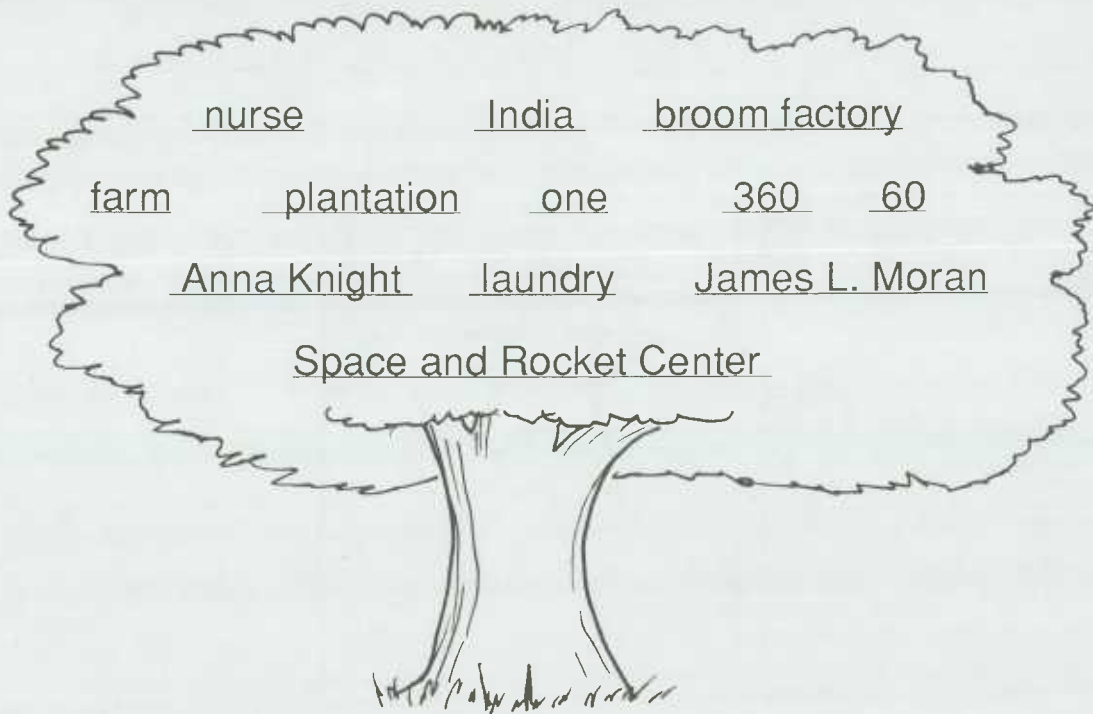 nurse India broom factory
farm plantation one 360 60
Anna Knight laundry James L. Moran
Space and Rocket Center